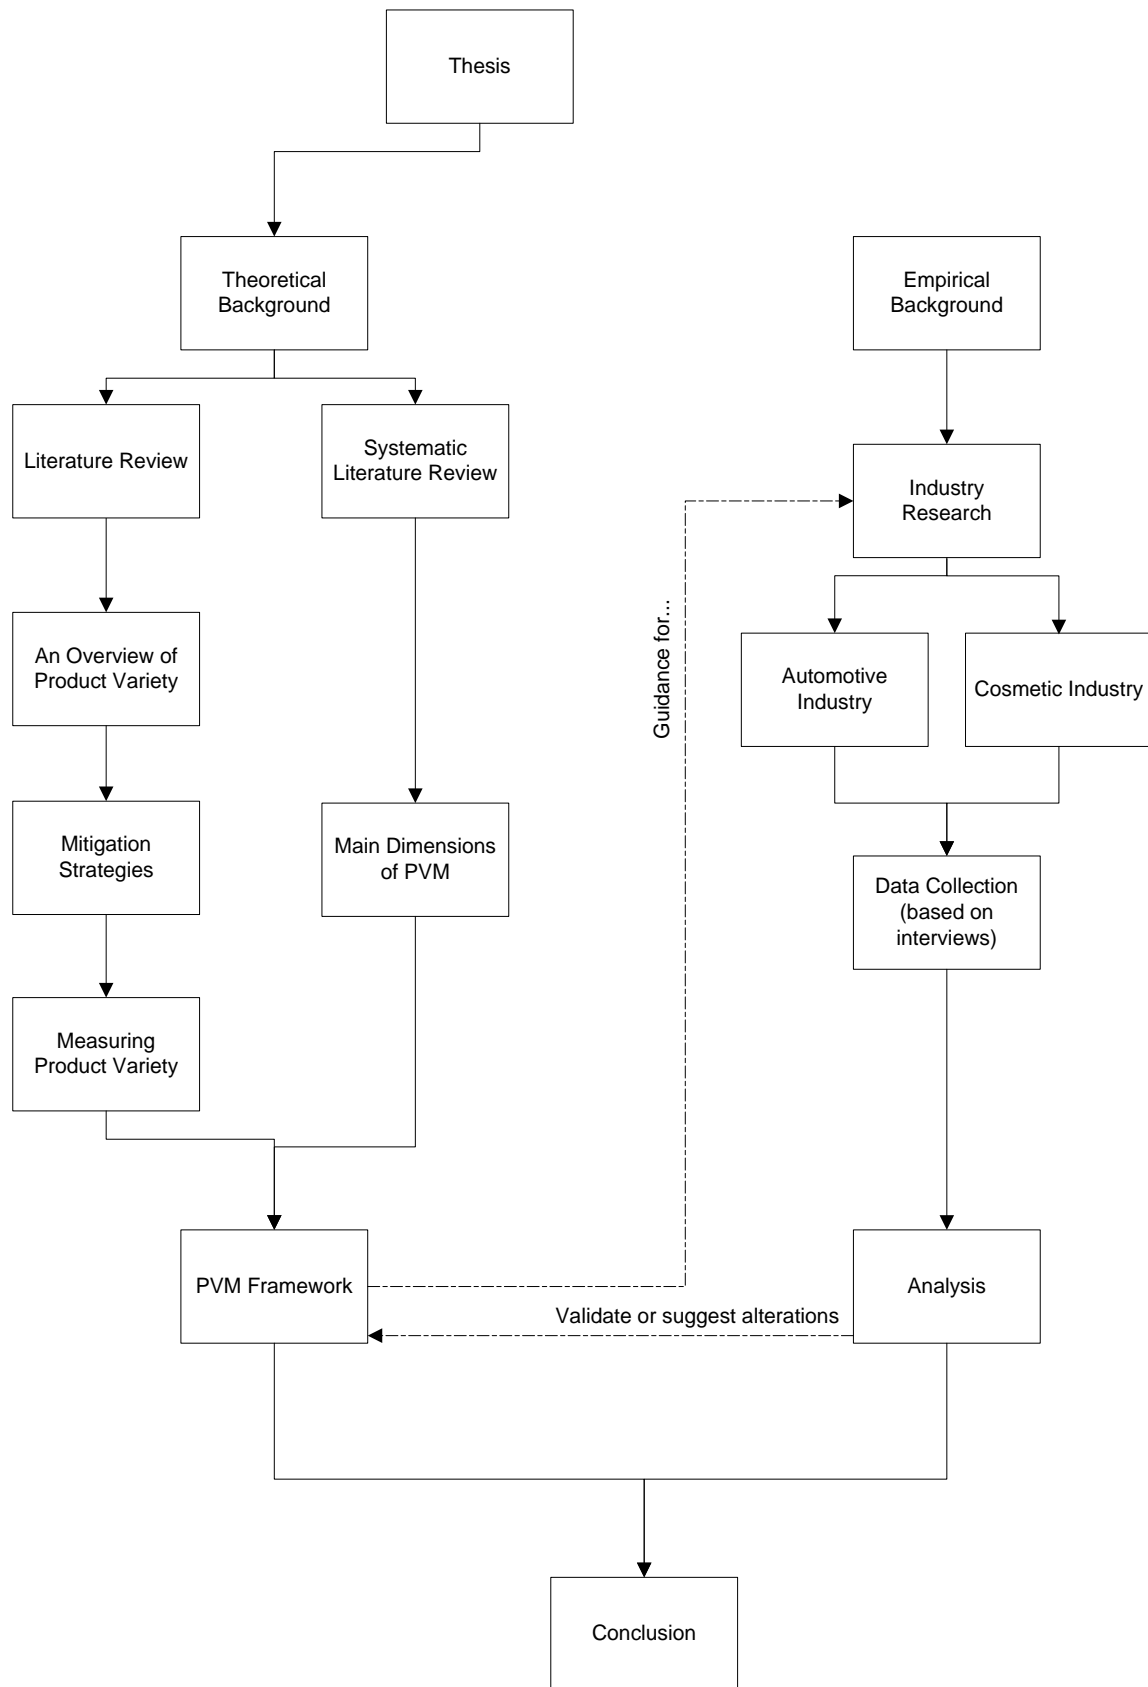 Thesis
Theoretical
Background
Empirical
Background
Literature Review
Systematic
Literature Review
Industry
Research
An Overview of
Product Variety
Guidance for...
Automotive
Industry
Cosmetic Industry
Mitigation
Strategies
Main Dimensions
of PVM
Data Collection
(based on
interviews)
Measuring
Product Variety
PVM Framework
Analysis
Validate or suggest alterations
Conclusion